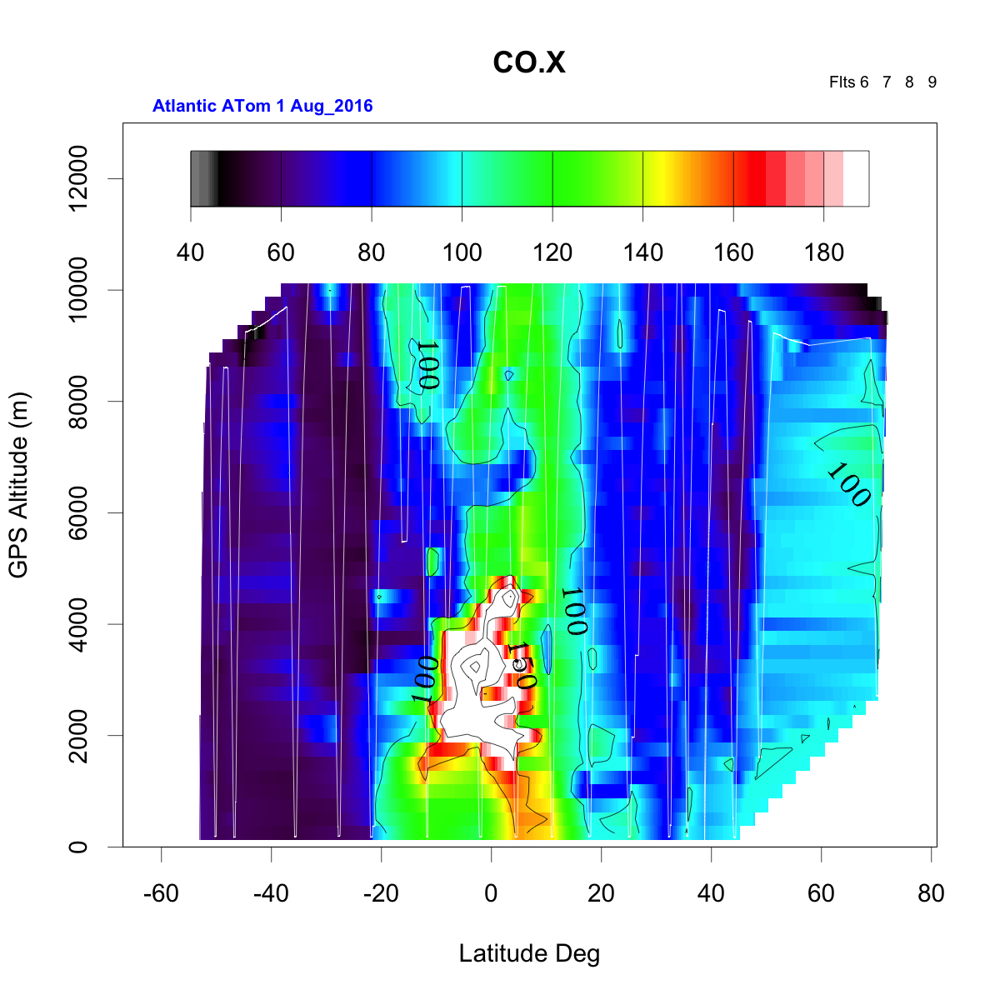 CO.X
Flts 6 7 8 9
Atlantic ATom 1 Aug_2016
40 60 80 100 120 140 160 180
GPS Altitude (m)
12000
10000
8000
6000
4000
2000
0
100
100
100
100
150
-60 -40 -20 0 20 40 60 80
Latitude Deg